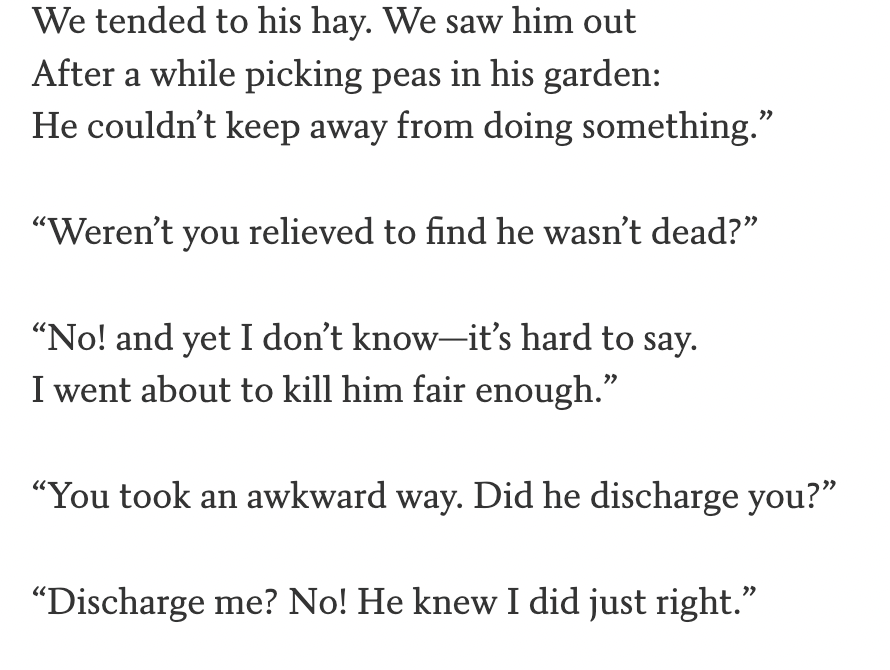 We tended to his hay. We saw him out
After a while picking peas in his garden:
He couldn’t keep away from doing something.”
“Weren’t you relieved to find he wasn’t dead?”
“No! and yet I don’t know—it’s hard to say.
I went about to kill him fair enough.”
“You took an awkward way. Did he discharge you?”
“Discharge me? No! He knew I did just right.”